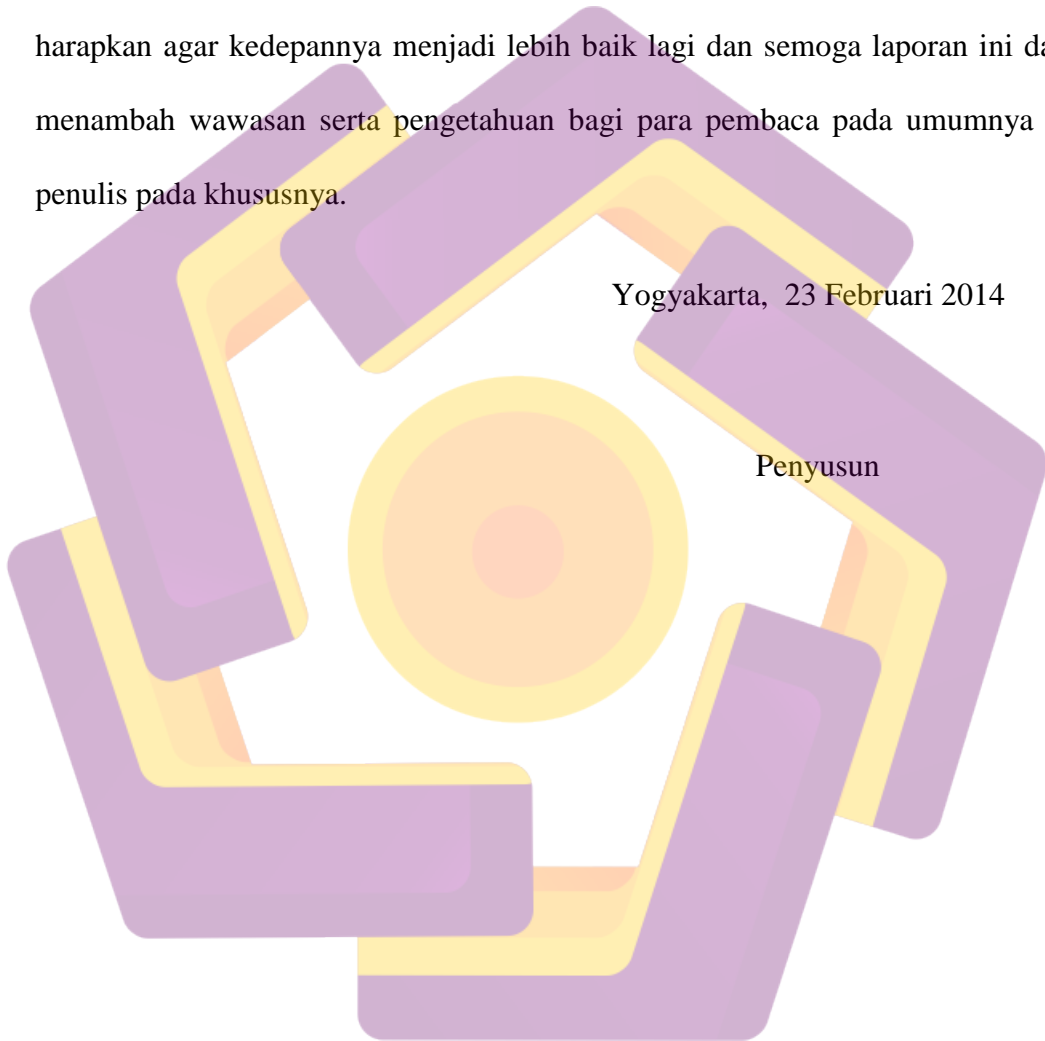 harapkan agar kedepannya menjadi lebih baik lagi dan semoga laporan ini
menambah wawasan serta pengetahuan bagi para pembaca pada umumnya
penulis pada khususnya.
Yogyakarta, 23 Februari 2014
Penyusun